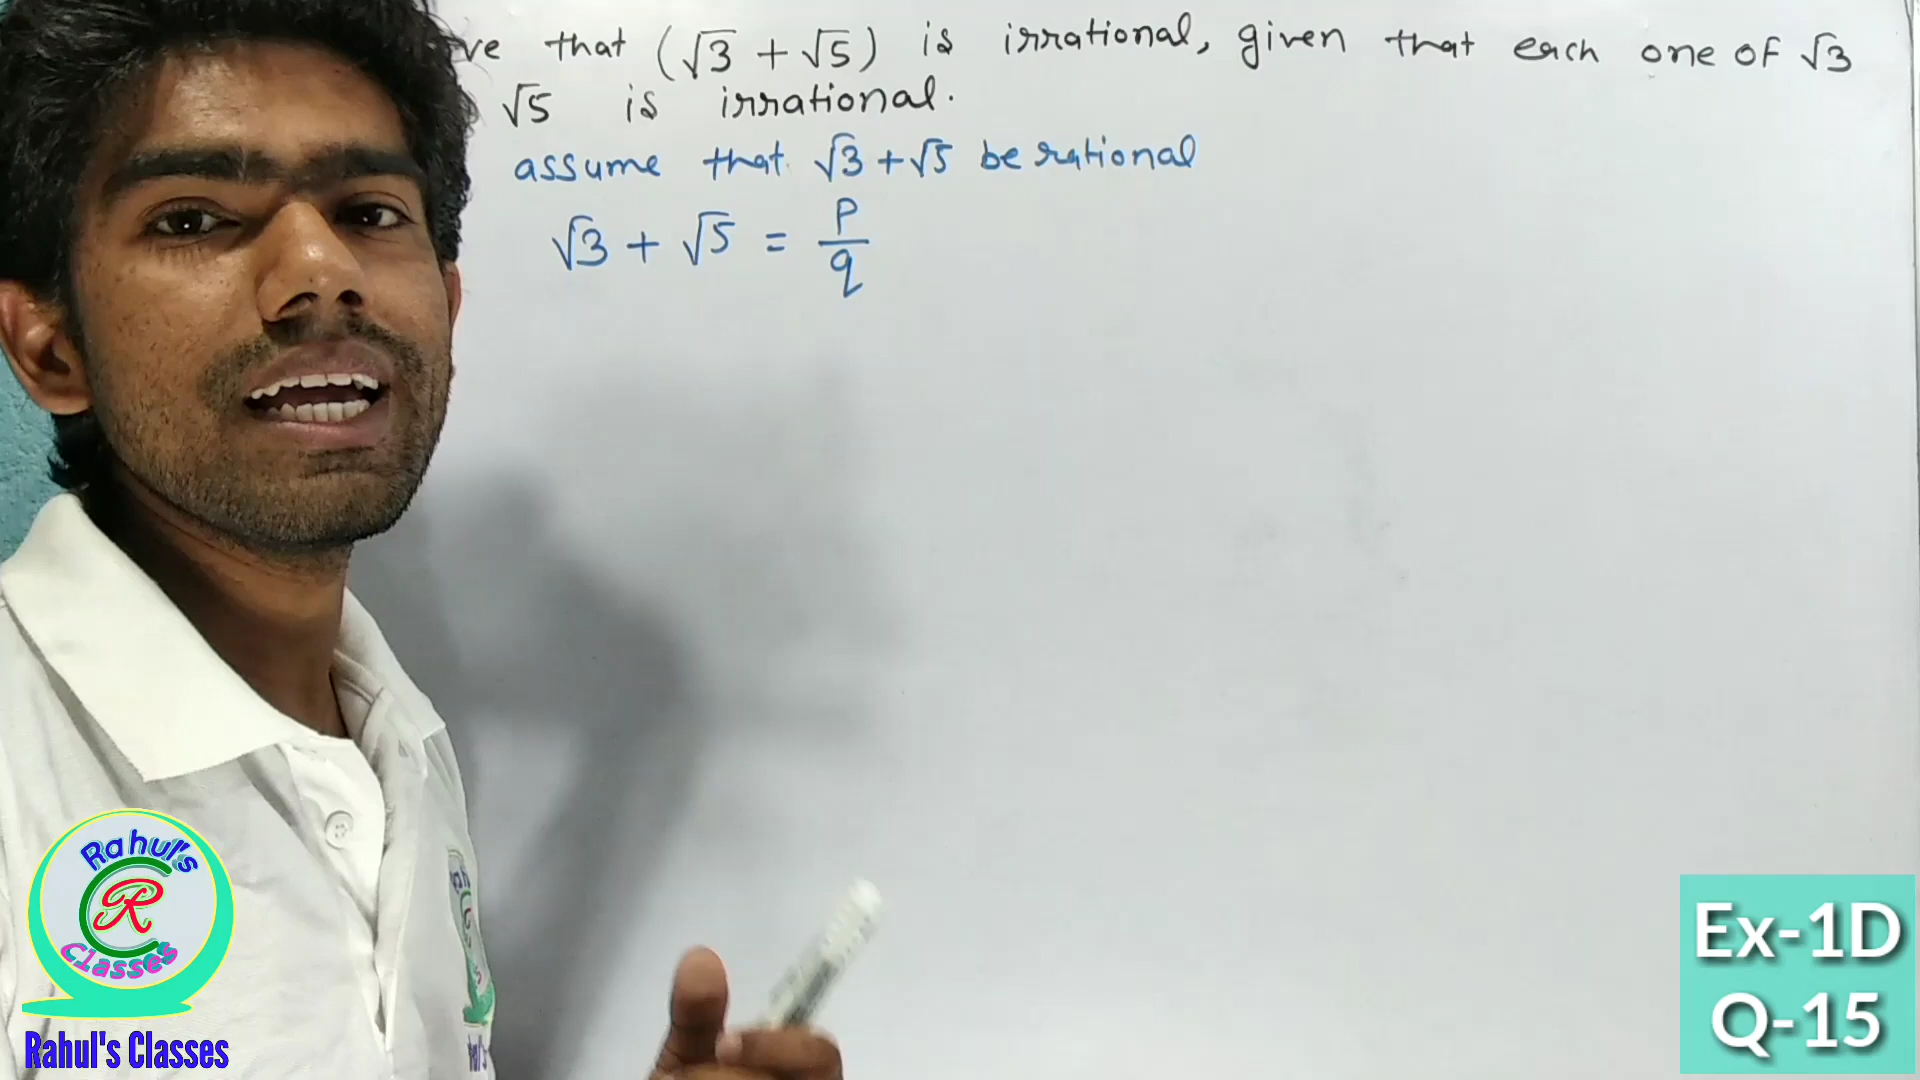 ve that (√3 + √5) is irrational, given that each one of √3
√5 is irrational.
assume that √3 + √5 be rational
√3 + √5 = p/q
Rahul's
CR
Classes
Rahul's Classes
Ex-1D
Q-15